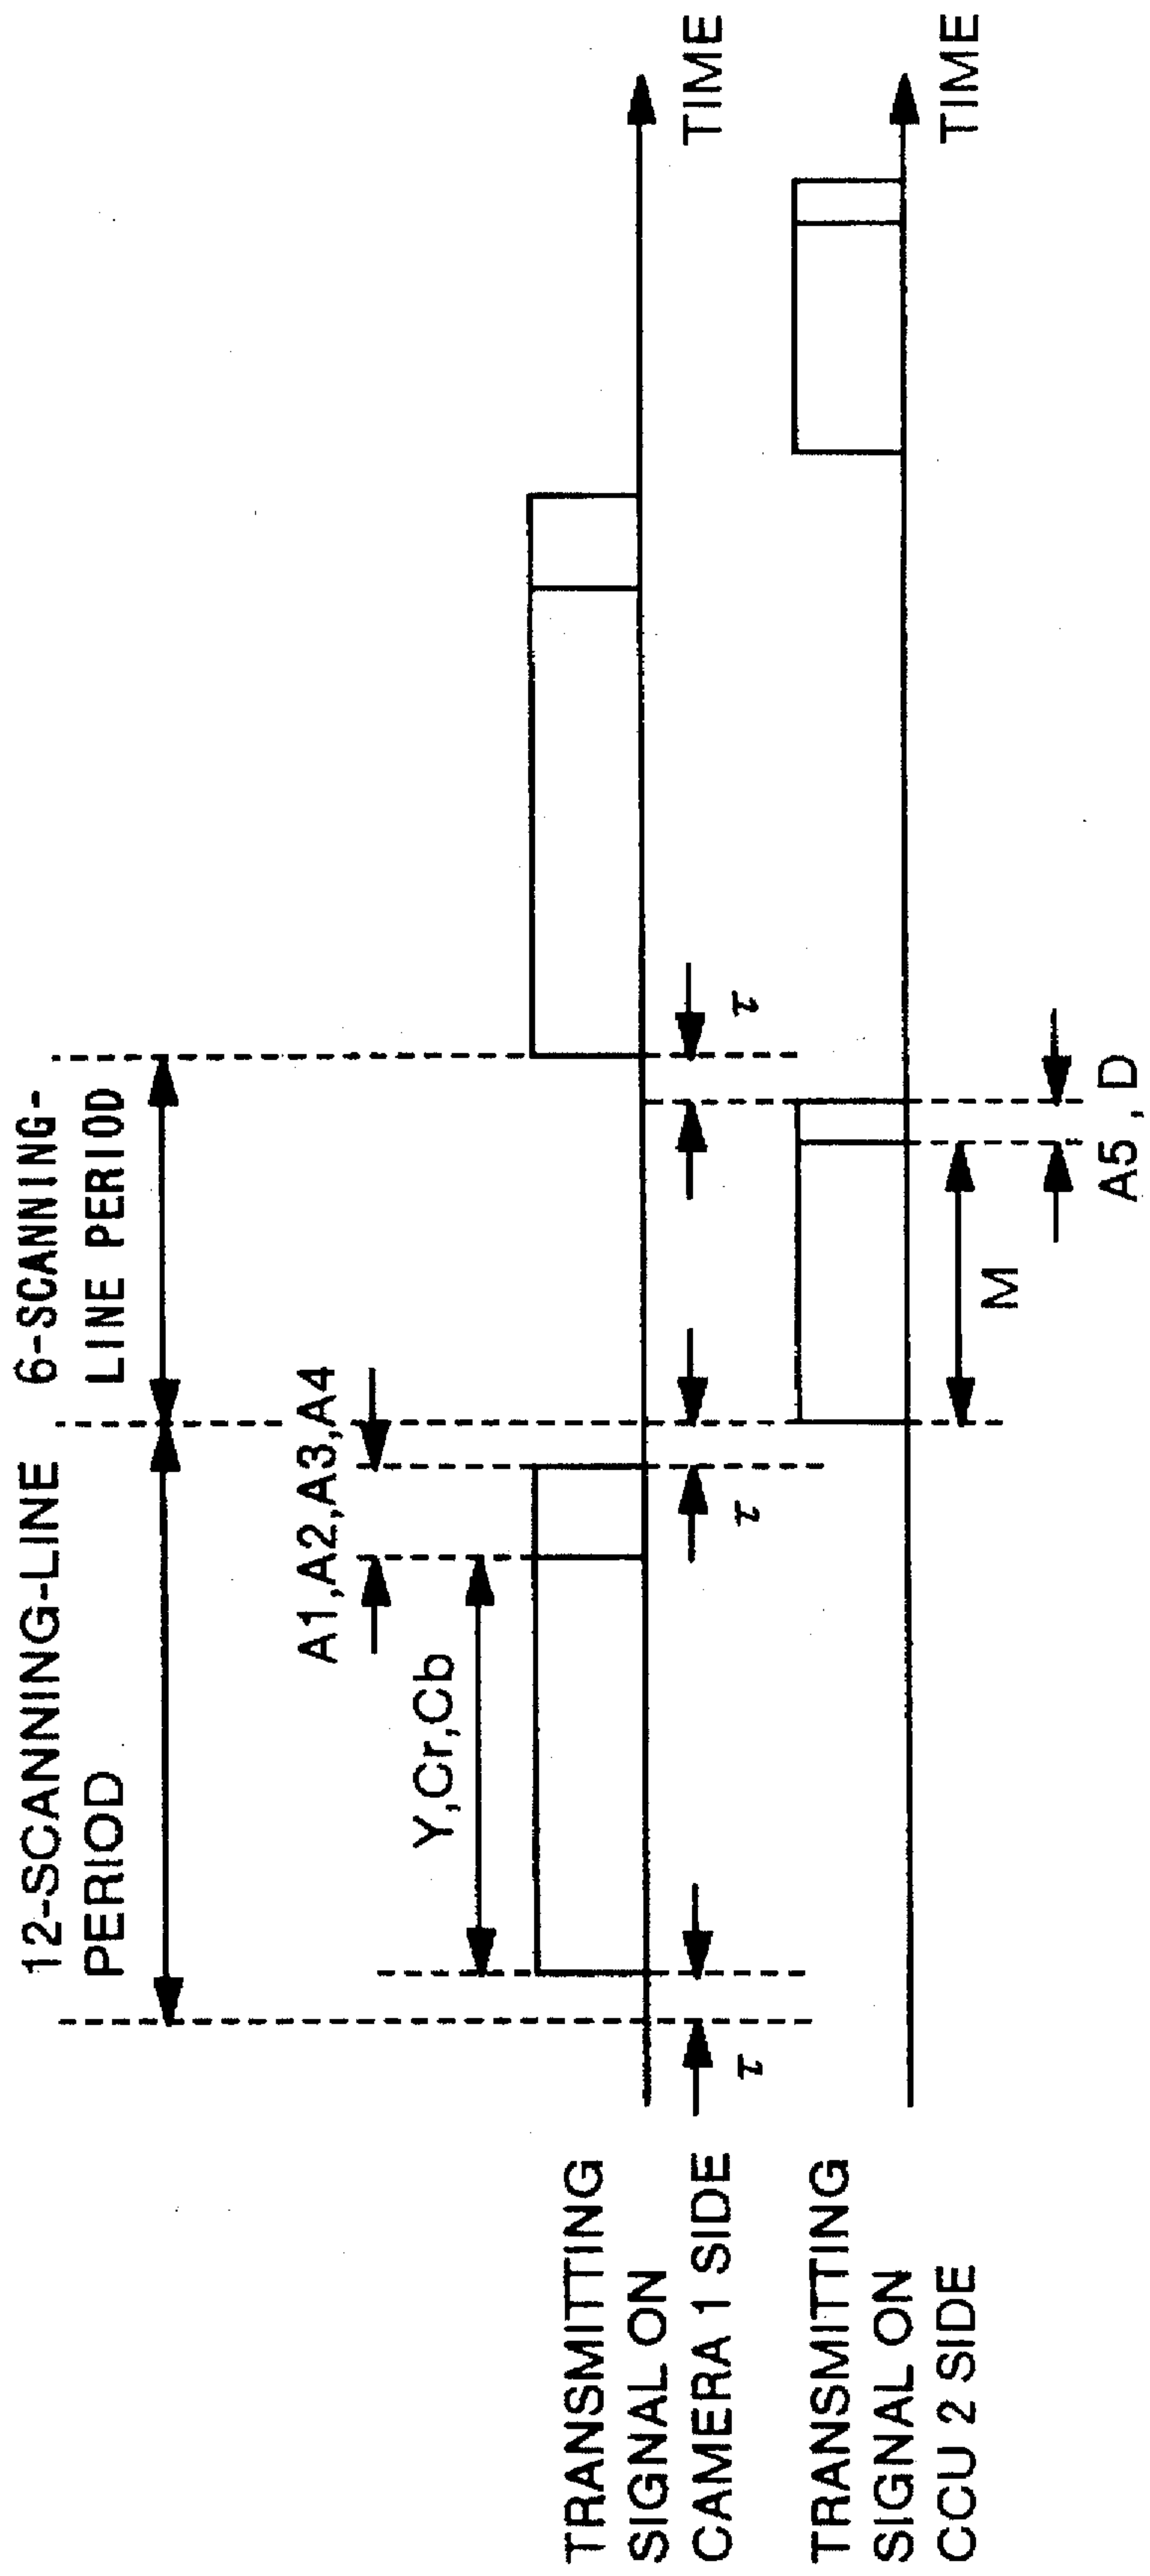 12-SCANNING-LINE
PERIOD
6-SCANNING-
LINE PERIOD
A1,A2,A3,A4
Y,Cr,Cb
TRANSMITTING
SIGNAL ON
CAMERA 1 SIDE
τ
τ
τ
TIME
TRANSMITTING
SIGNAL ON
CCU 2 SIDE
M
A5, D
TIME